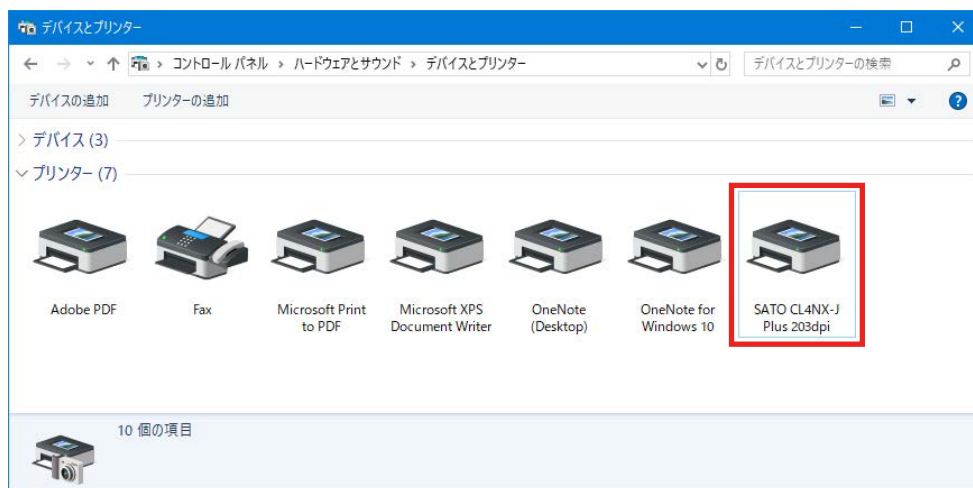 デバイスとプリンター
コントロール パネル › ハードウェアとサウンド › デバイスとプリンター
デバイスとプリンターの検索
デバイスの追加 プリンターの追加
デバイス (3)
プリンター (7)
Adobe PDF
Fax
Microsoft Print
to PDF
Microsoft XPS
Document Writer
OneNote
(Desktop)
OneNote for
Windows 10
SATO CL4NX-J
Plus 203dpi
10 個の項目